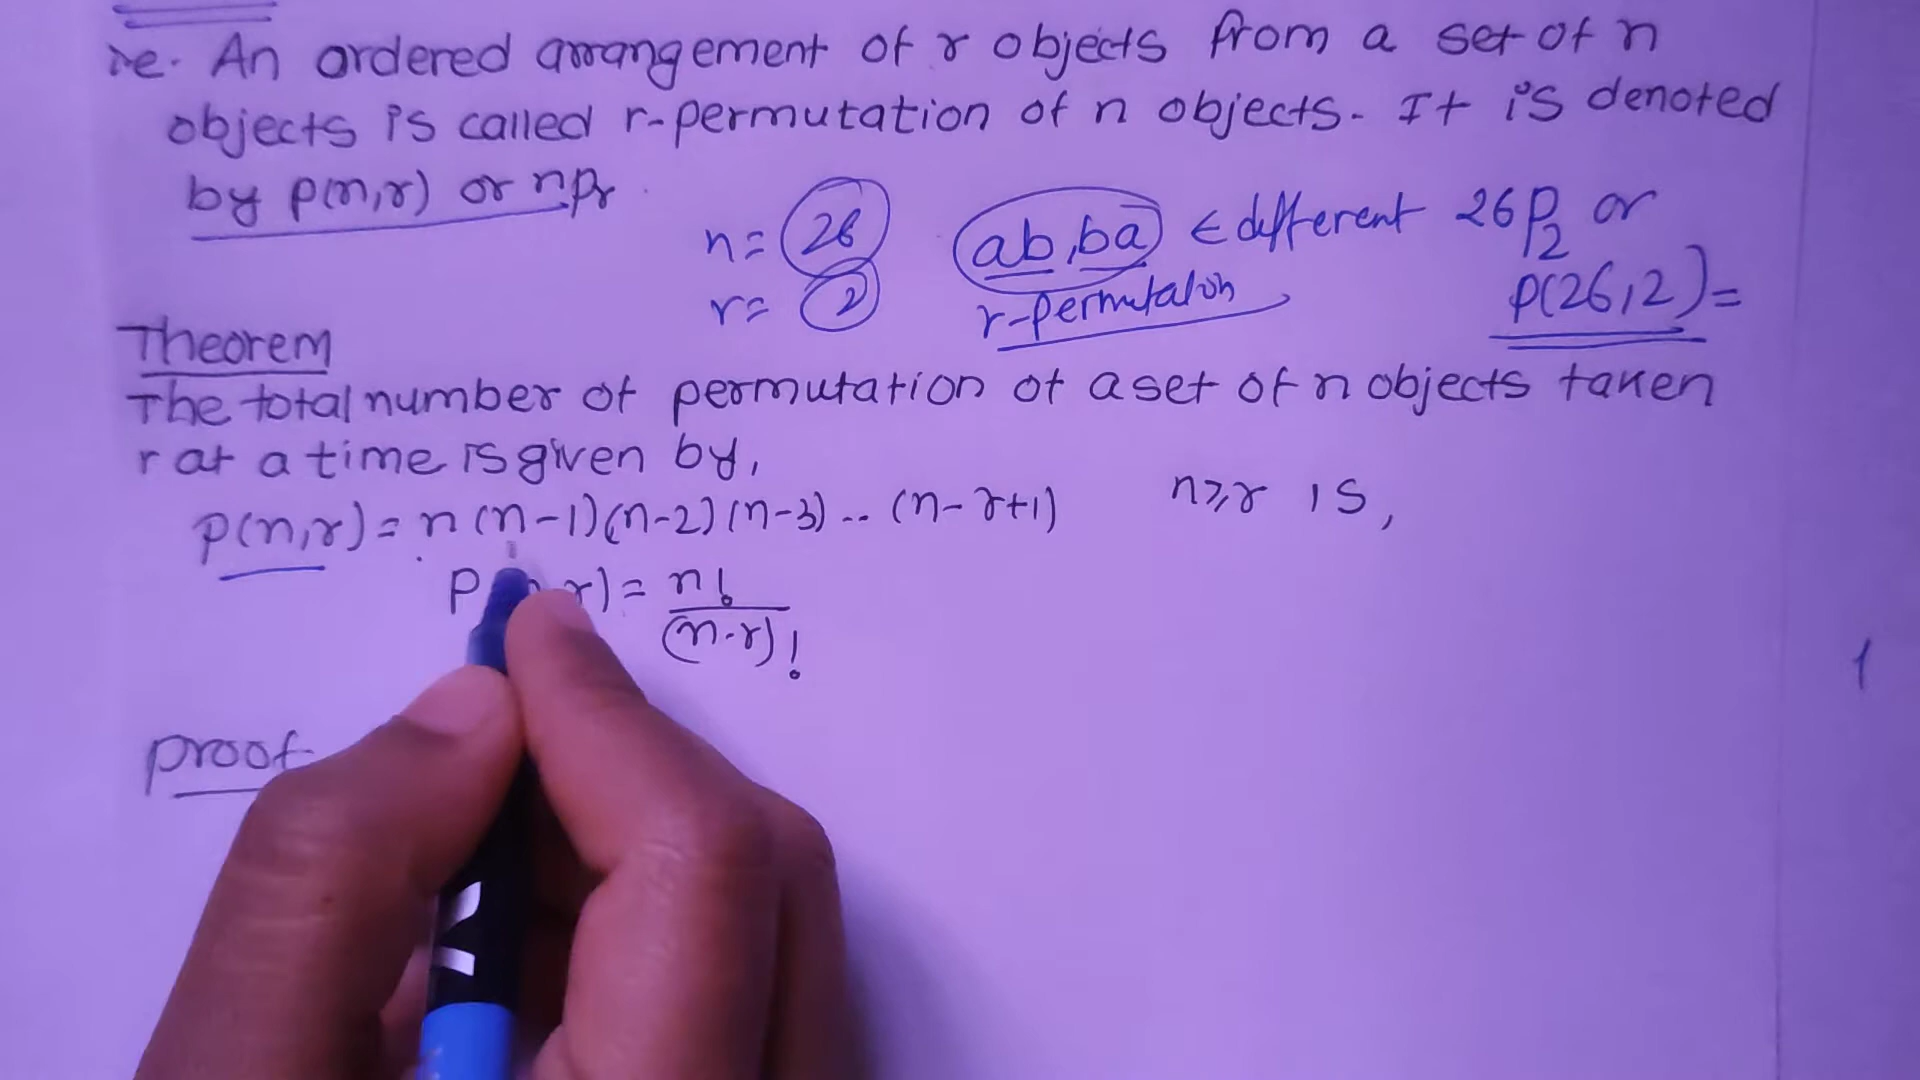 ie. An ordered arrangement of r objects from a set of n
objects is called r-permutation of n objects. It is denoted
by p(n,r) or npr.
n = 26 ab, ba ← different 26P2 or
r = 2 r-permutation P(26,2) =
Theorem
The total number of permutation of a set of n objects taken
r at a time is given by,
p(n,r) = n(n-1)(n-2)(n-3)..(n-r+1) n≥r is,
P r) = n!
(n-r)!
proof